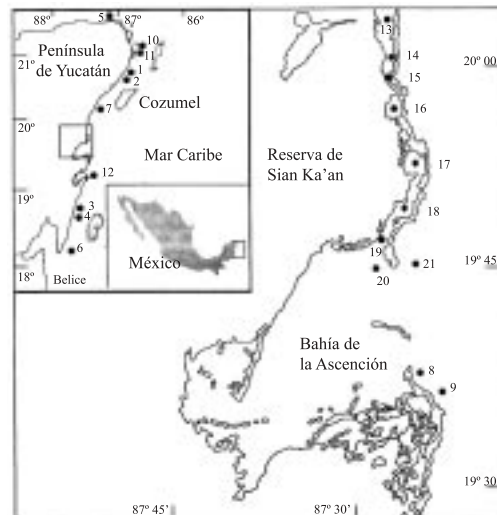 88º 87º 86º
5
10
11
1
2
Península
de Yucatán
21º
Cozumel
20º
7
Mar Caribe
12
19º
3
4
6
18º
Belice
México
13
14
20 00
15
16
Reserva de
Sian Ka'an
17
18
19
20
21
19º 45
Bahía de
la Ascención
8
9
19º 30
87º 45' 87º 30